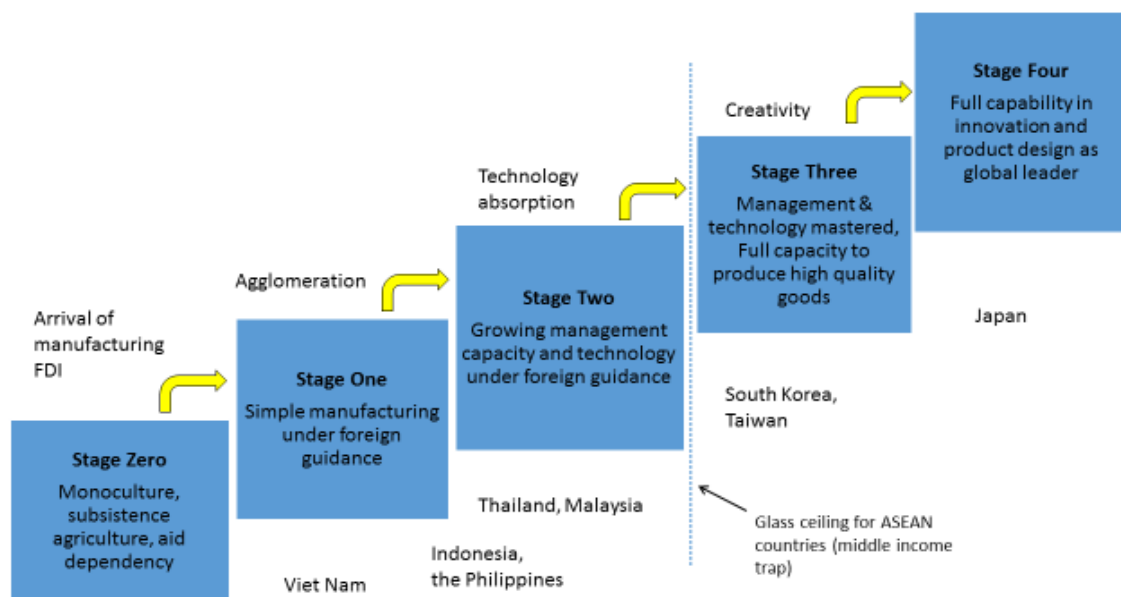 Arrival of
manufacturing
FDI
Stage Zero
Monoculture,
subsistence
agriculture, aid
dependency
Agglomeration
Stage One
Simple manufacturing
under foreign
guidance
Viet Nam
Technology
absorption
Stage Two
Growing management
capacity and technology
under foreign guidance
Thailand, Malaysia
Indonesia,
the Philippines
Creativity
Stage Three
Management &
technology mastered,
Full capacity to
produce high quality
goods
South Korea,
Taiwan
Glass ceiling for ASEAN
countries (middle income
trap)
Stage Four
Full capability in
innovation and
product design as
global leader
Japan